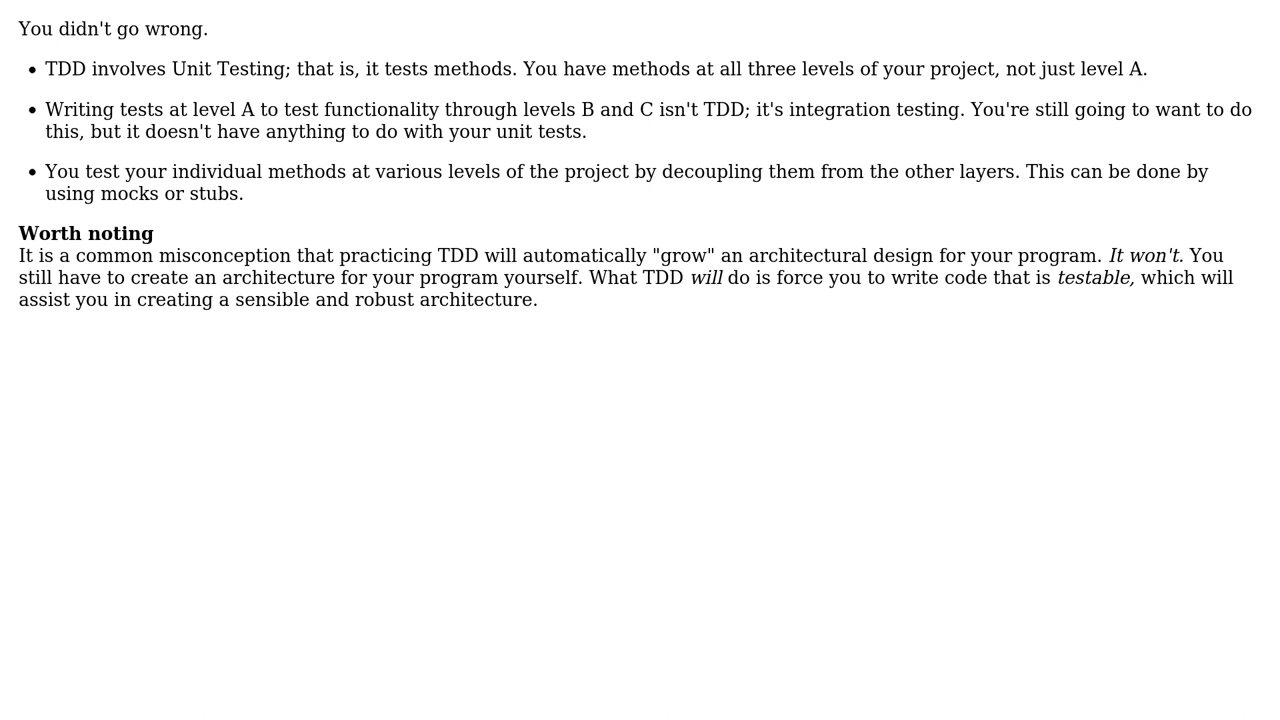 You didn't go wrong.
• TDD involves Unit Testing; that is, it tests methods. You have methods at all three levels of your project, not just level A.
• Writing tests at level A to test functionality through levels B and C isn't TDD; it's integration testing. You're still going to want to do
this, but it doesn't have anything to do with your unit tests.
• You test your individual methods at various levels of the project by decoupling them from the other layers. This can be done by
using mocks or stubs.
Worth noting
It is a common misconception that practicing TDD will automatically "grow" an architectural design for your program. It won't. You
still have to create an architecture for your program yourself. What TDD will do is force you to write code that is testable, which will
assist you in creating a sensible and robust architecture.